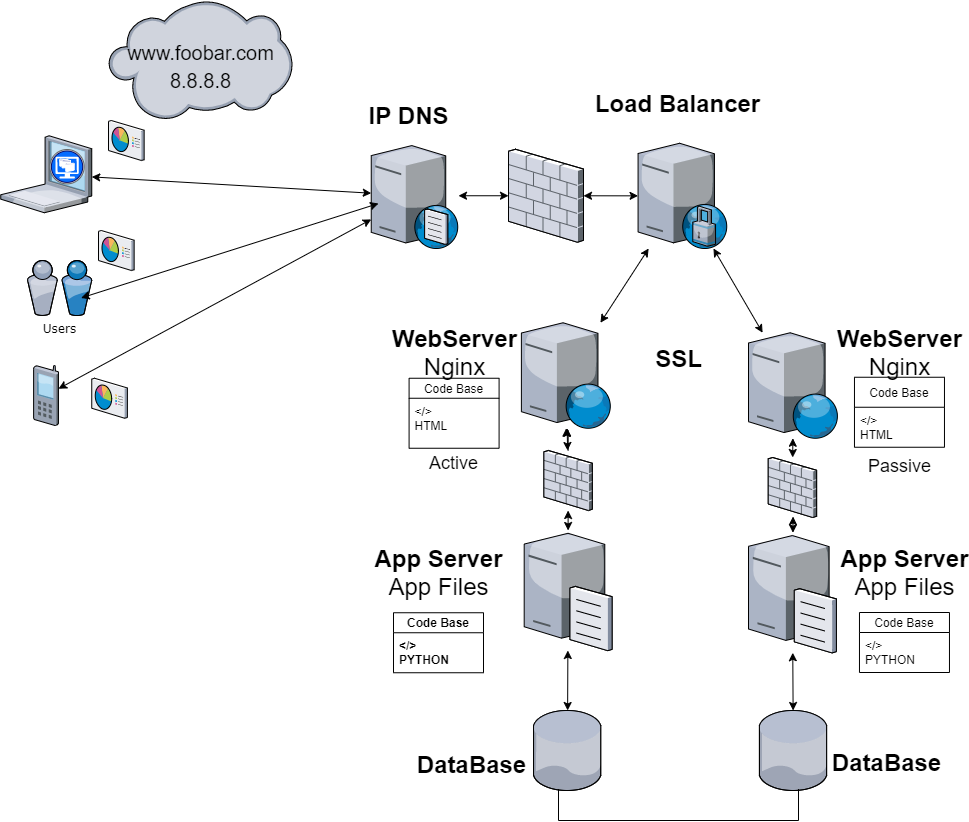 www.foobar.com
8.8.8.8
IP DNS
Load Balancer
Users
WebServer
Nginx
Code Base
</>
HTML
Active
SSL
WebServer
Nginx
Code Base
</>
HTML
Passive
App Server
App Files
Code Base
</>
PYTHON
App Server
App Files
Code Base
</>
PYTHON
DataBase
DataBase